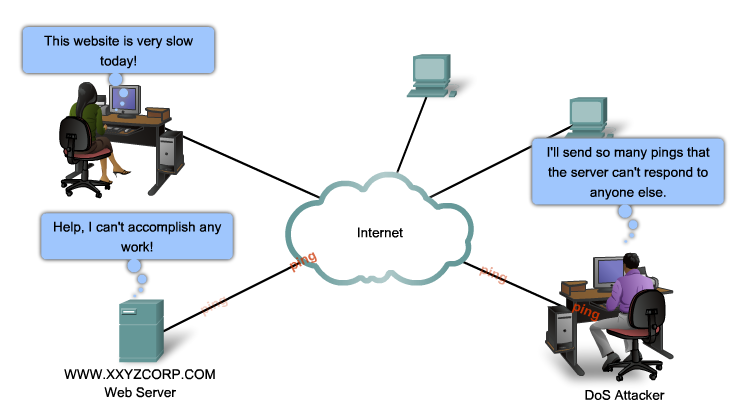 This website is very slow
today!
I'll send so many pings that
the server can't respond to
anyone else.
Help, I can't accomplish any
work!
Internet
ping
ping
ping
ping
WWW.XXYZCORP.COM
Web Server
DoS Attacker